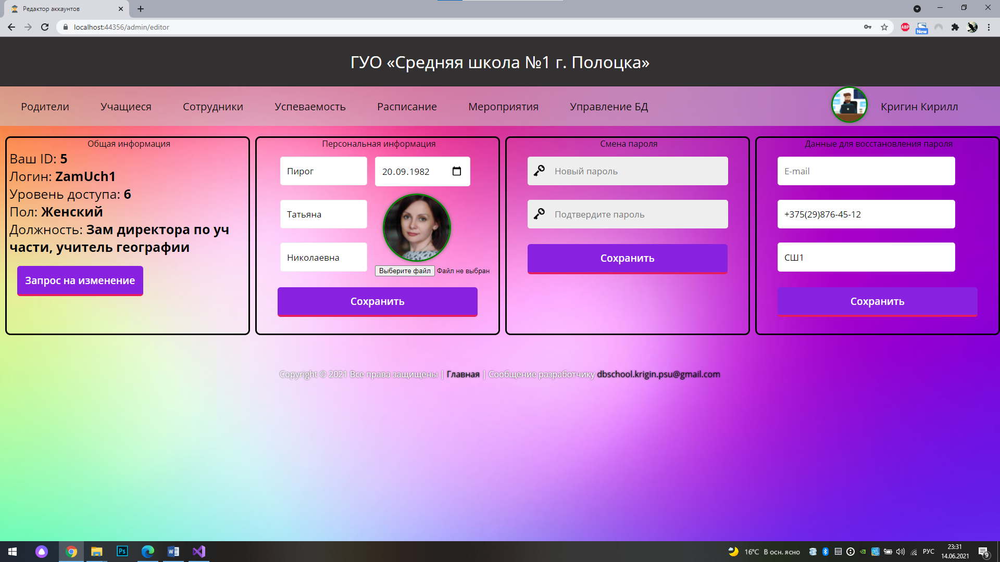 Редактор аккаунтов
localhost:44356/admin/editor
ABP
New
ГУО «Средняя школа №1 г. Полоцка»
Родители
Учащиеся
Сотрудники
Успеваемость
Расписание
Мероприятия
Управление БД
Кригин Кирилл
Общая информация
Ваш ID: 5
Логин: ZamUch1
Уровень доступа: 6
Пол: Женский
Должность: Зам директора по уч
части, учитель географии
Запрос на изменение
Персональная информация
Пирог
20.09.1982
Татьяна
Николаевна
Выберите файл Файл не выбран
Сохранить
Смена пароля
Новый пароль
Подтвердите пароль
Сохранить
Данные для восстановления пароля
E-mail
+375(29)876-45-12
СШ1
Сохранить
Copyright © 2021 Все права защищены | Главная | Сообщение разработчику dbschool.krigin.psu@gmail.com
Ps
16°C В осн. ясно
РУС
23:31
14.06.2021
9